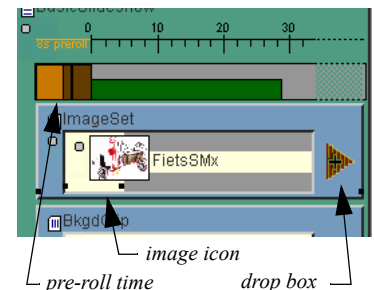 BasicSlideShow
0 10 20 30
8s preroll
ImageSet
FietsSMx
BkgdClip
image icon
pre-roll time drop box